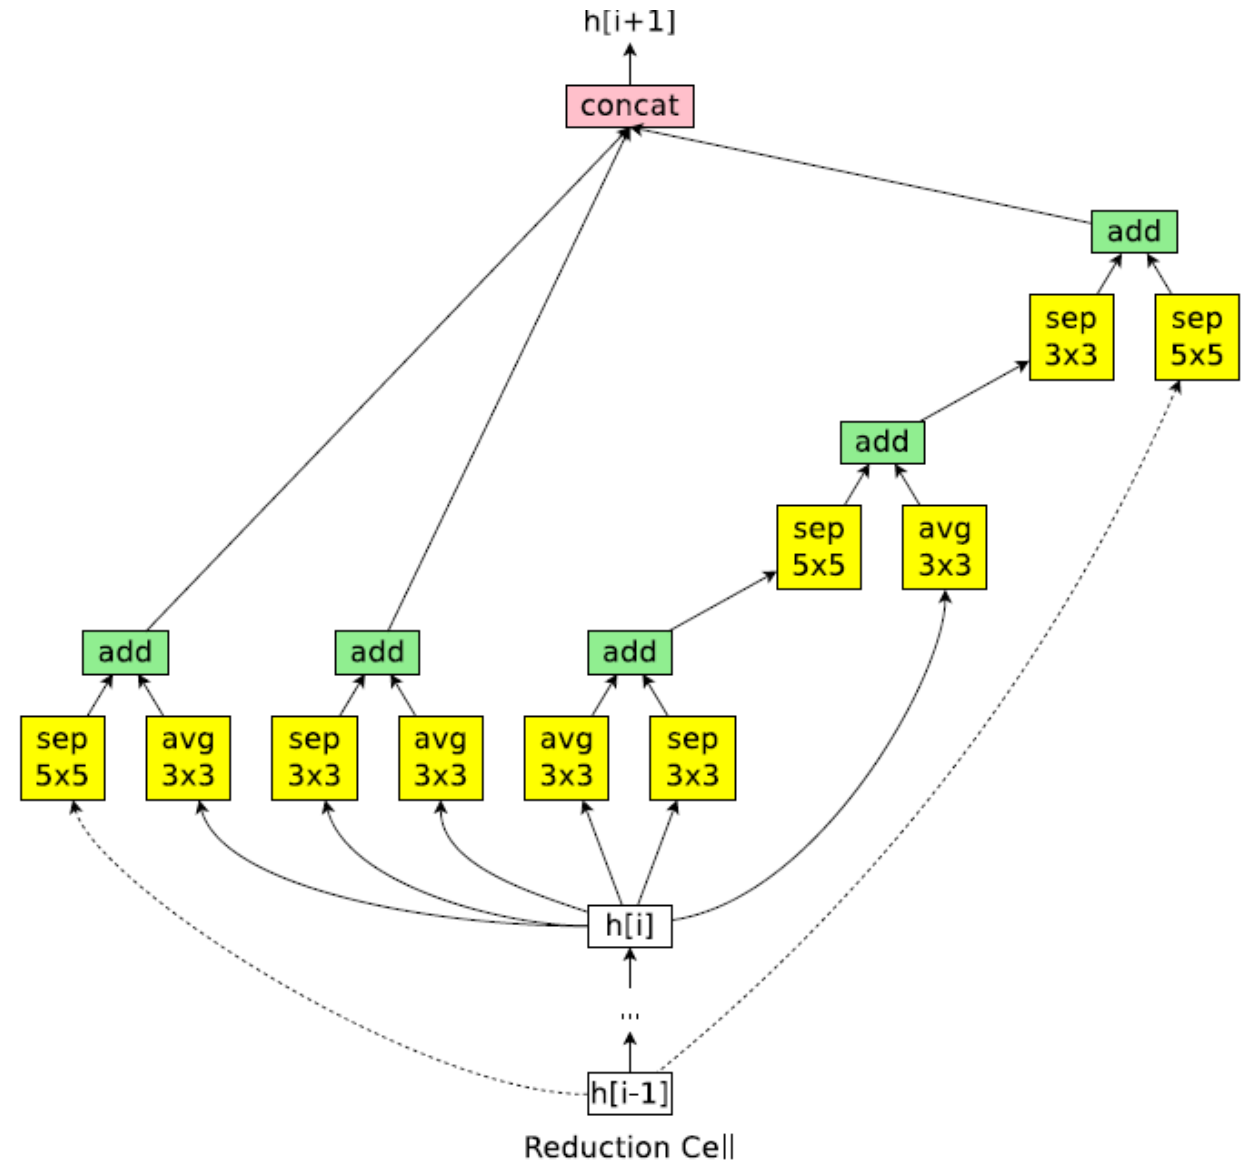 h[i+1]
concat
add
sep
3x3
sep
5x5
add
sep
5x5
avg
3x3
add
add
add
sep
5x5
avg
3x3
sep
3x3
avg
3x3
avg
3x3
sep
3x3
h[i]
...
h[i-1]
Reduction Cell